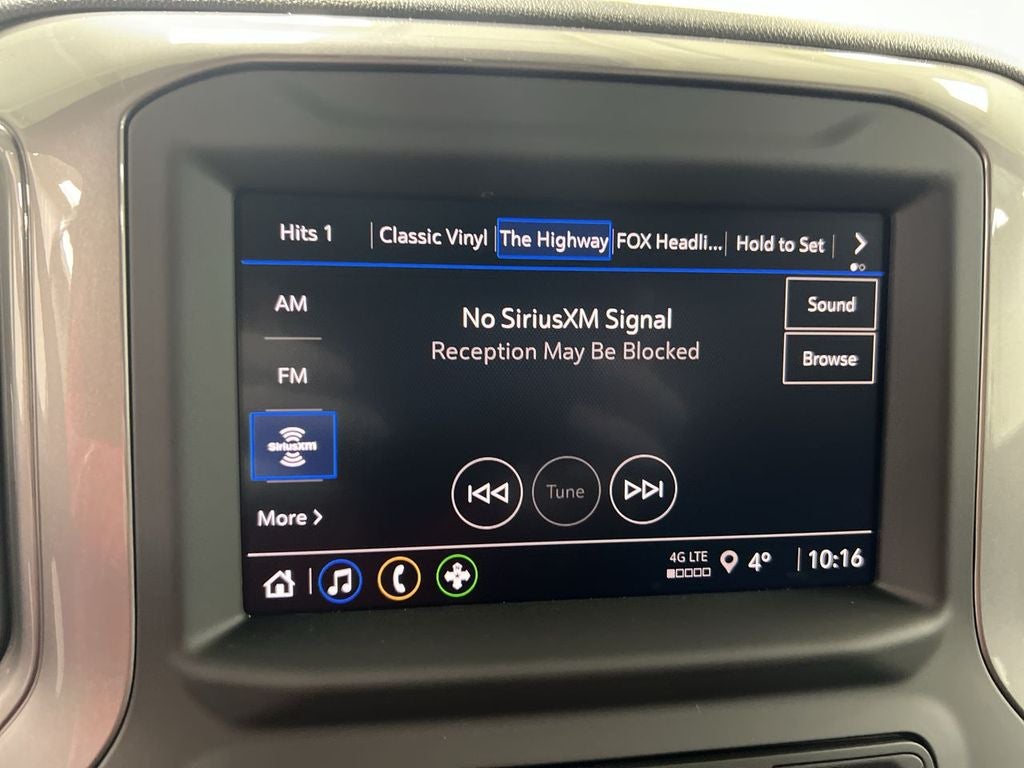 Hits 1 Classic Vinyl The Highway FOX Headli... Hold to Set
AM
No SiriusXM Signal
Reception May Be Blocked
Sound
Browse
FM
SiriusXM
Tune
More
4G LTE
4° 10:16